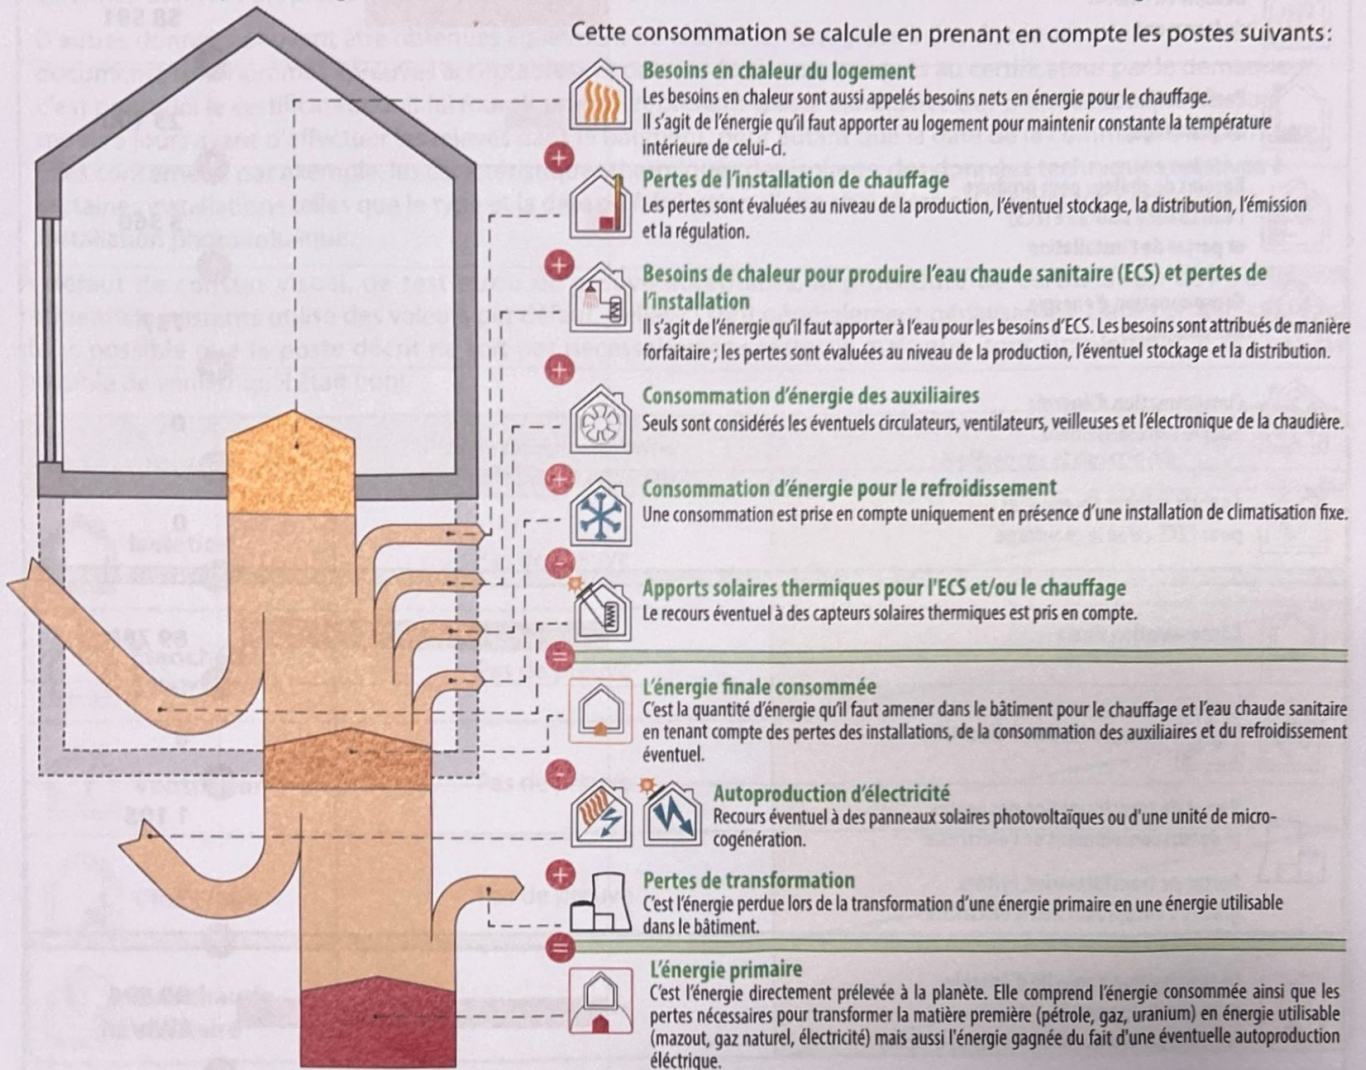 Cette consommation se calcule en prenant en compte les postes suivants :
Besoins en chaleur du logement
Les besoins en chaleur sont aussi appelés besoins nets en énergie pour le chauffage.
Il s'agit de l'énergie qu'il faut apporter au logement pour maintenir constante la température
intérieure de celui-ci.
+
Pertes de l'installation de chauffage
Les pertes sont évaluées au niveau de la production, l'éventuel stockage, la distribution, l'émission
et la régulation.
+
Besoins de chaleur pour produire l'eau chaude sanitaire (ECS) et pertes de
l'installation
Il s'agit de l'énergie qu'il faut apporter à l'eau pour les besoins d'ECS. Les besoins sont attribués de manière
forfaitaire ; les pertes sont évaluées au niveau de la production, l'éventuel stockage et la distribution.
+
Consommation d'énergie des auxiliaires
Seuls sont considérés les éventuels circulateurs, ventilateurs, veilleuses et l'électronique de la chaudière.
+
Consommation d'énergie pour le refroidissement
Une consommation est prise en compte uniquement en présence d'une installation de climatisation fixe.
-
Apports solaires thermiques pour l'ECS et/ou le chauffage
Le recours éventuel à des capteurs solaires thermiques est pris en compte.
=
L'énergie finale consommée
C'est la quantité d'énergie qu'il faut amener dans le bâtiment pour le chauffage et l'eau chaude sanitaire
en tenant compte des pertes des installations, de la consommation des auxiliaires et du refroidissement
éventuel.
-
Autoproduction d'électricité
Recours éventuel à des panneaux solaires photovoltaïques ou d'une unité de micro-
cogénération.
+
Pertes de transformation
C'est l'énergie perdue lors de la transformation d'une énergie primaire en une énergie utilisable
dans le bâtiment.
=
L'énergie primaire
C'est l'énergie directement prélevée à la planète. Elle comprend l'énergie consommée ainsi que les
pertes nécessaires pour transformer la matière première (pétrole, gaz, uranium) en énergie utilisable
(mazout, gaz naturel, électricité) mais aussi l'énergie gagnée du fait d'une éventuelle autoproduction
éléctrique.